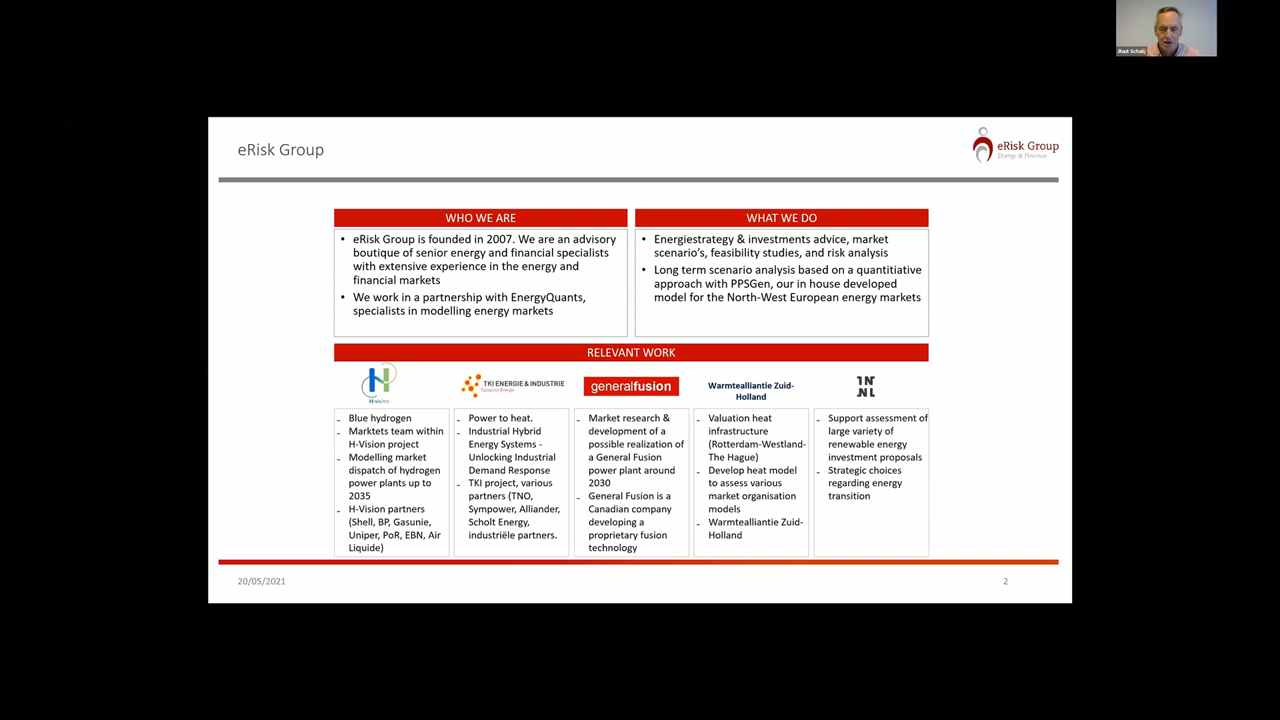 Ruut Schalij
eRisk Group
eRisk Group
Energy & Finance
WHO WE ARE
• eRisk Group is founded in 2007. We are an advisory
boutique of senior energy and financial specialists
with extensive experience in the energy and
financial markets
• We work in a partnership with EnergyQuants,
specialists in modelling energy markets
WHAT WE DO
• Energiestrategy & investments advice, market
scenario's, feasibility studies, and risk analysis
• Long term scenario analysis based on a quantitiative
approach with PPSGen, our in house developed
model for the North-West European energy markets
RELEVANT WORK
H-vision
- Blue hydrogen
- Marktets team within
H-Vision project
- Modelling market
dispatch of hydrogen
power plants up to
2035
- H-Vision partners
(Shell, BP, Gasunie,
Uniper, PoR, EBN, Air
Liquide)
TKI ENERGIE & INDUSTRIE
Topsector Energie
- Power to heat.
- Industrial Hybrid
Energy Systems -
Unlocking Industrial
Demand Response
- TKI project, various
partners (TNO,
Sympower, Alliander,
Scholt Energy,
industriële partners.
generalfusion
- Market research &
development of a
possible realization of
a General Fusion
power plant around
2030
- General Fusion is a
Canadian company
developing a
proprietary fusion
technology
Warmtealliantie Zuid-
Holland
- Valuation heat
infrastructure
(Rotterdam-Westland-
The Hague)
- Develop heat model
to assess various
market organisation
models
- Warmtealliantie Zuid-
Holland
IN
NL
- Support assessment of
large variety of
renewable energy
investment proposals
- Strategic choices
regarding energy
transition
20/05/2021
2